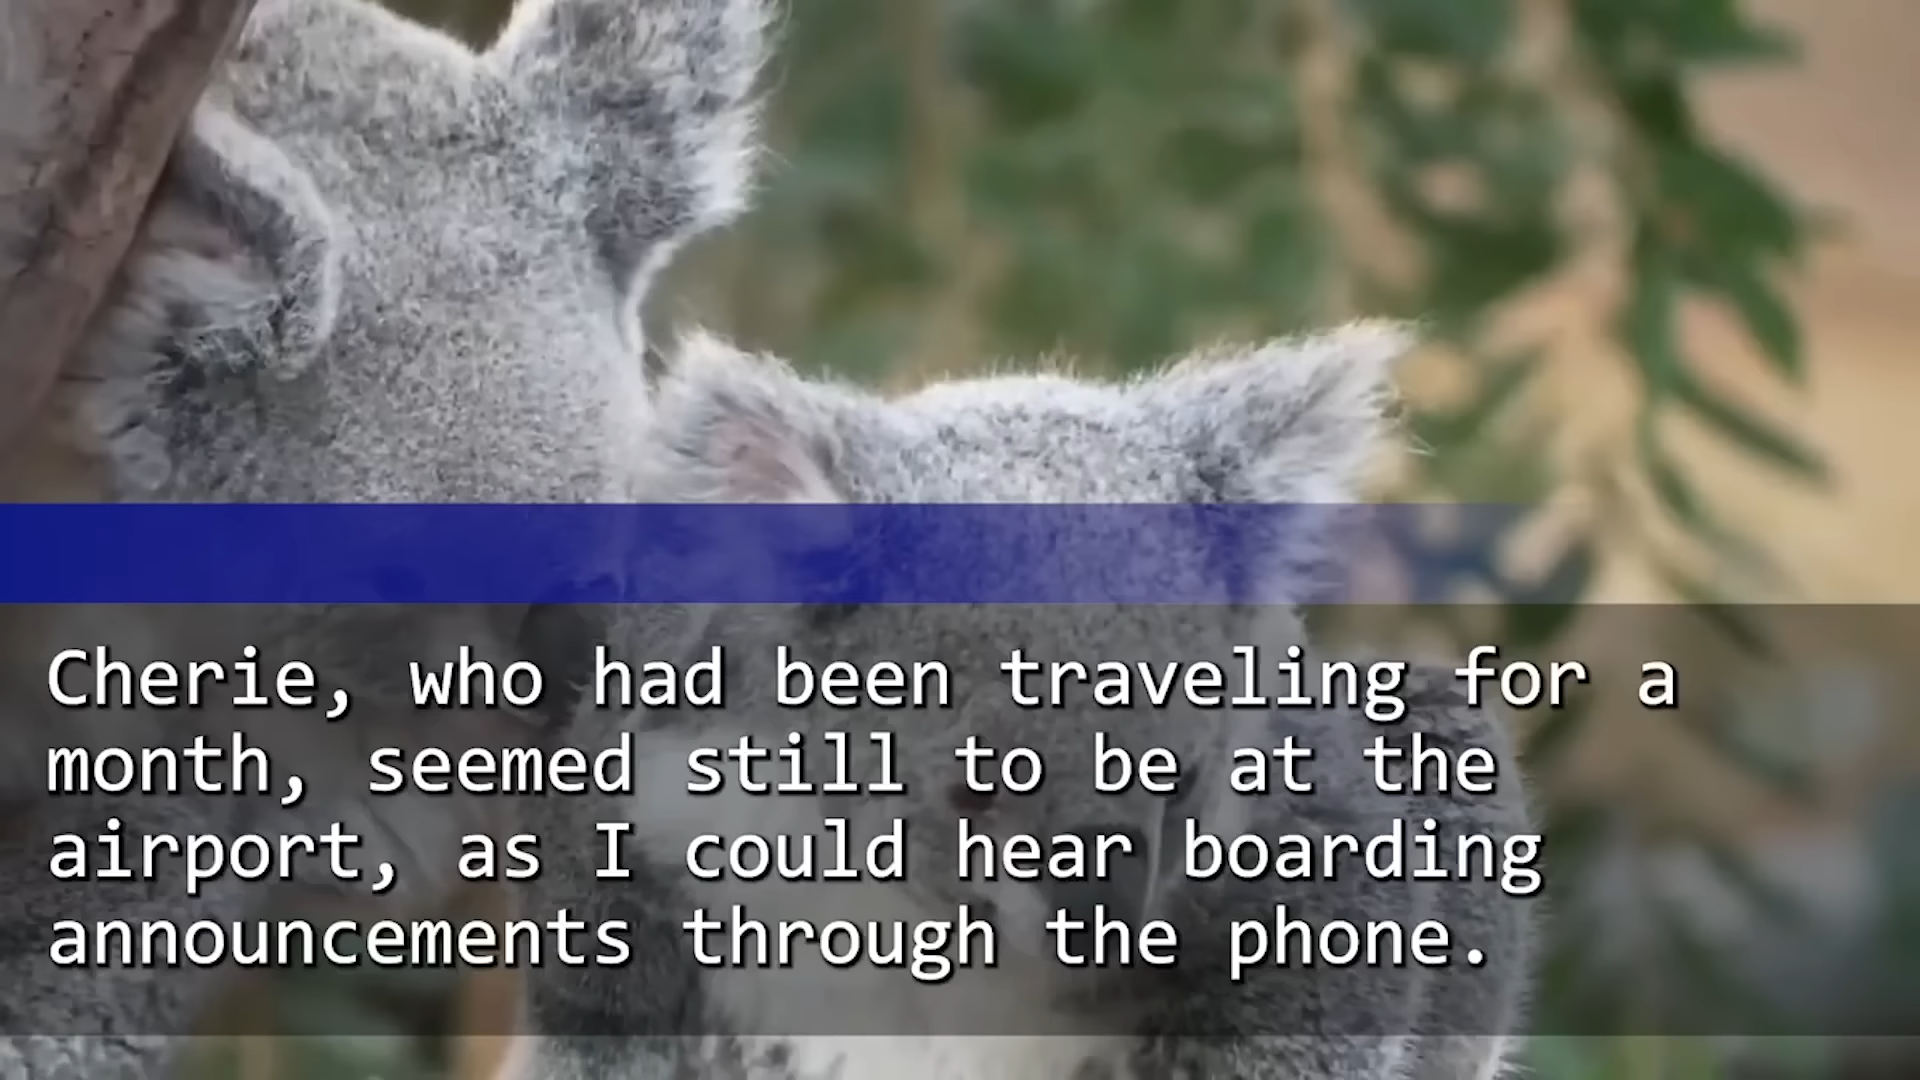 Cherie, who had been traveling for a
month, seemed still to be at the
airport, as I could hear boarding
announcements through the phone.